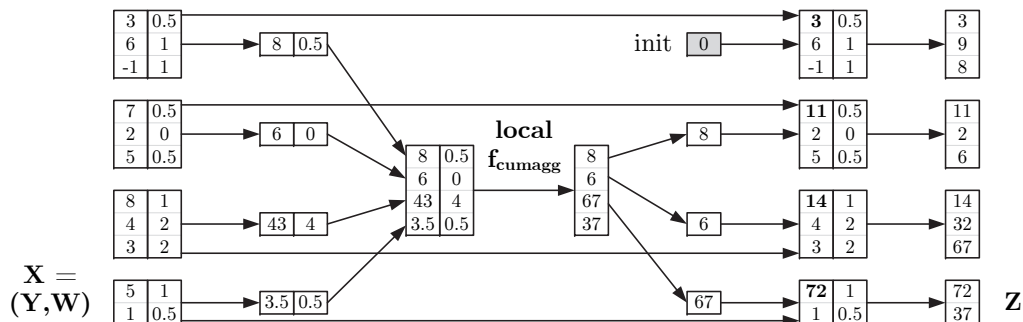 3 0.5 3 0.5 3
6 1 8 0.5 init 0 6 1 9
-1 1 -1 1 8
7 0.5 11 0.5 11
2 0 6 0 local 8 2 0 2
5 0.5 8 0.5 f_cumagg 8 5 0.5 6
6 0 6
8 1 43 4 67 14 1 14
4 2 43 4 3.5 0.5 37 6 4 2 32
3 2 3 2 67
X =
(Y,W) 5 1 3.5 0.5 67 72 1 72 Z
1 0.5 1 0.5 37